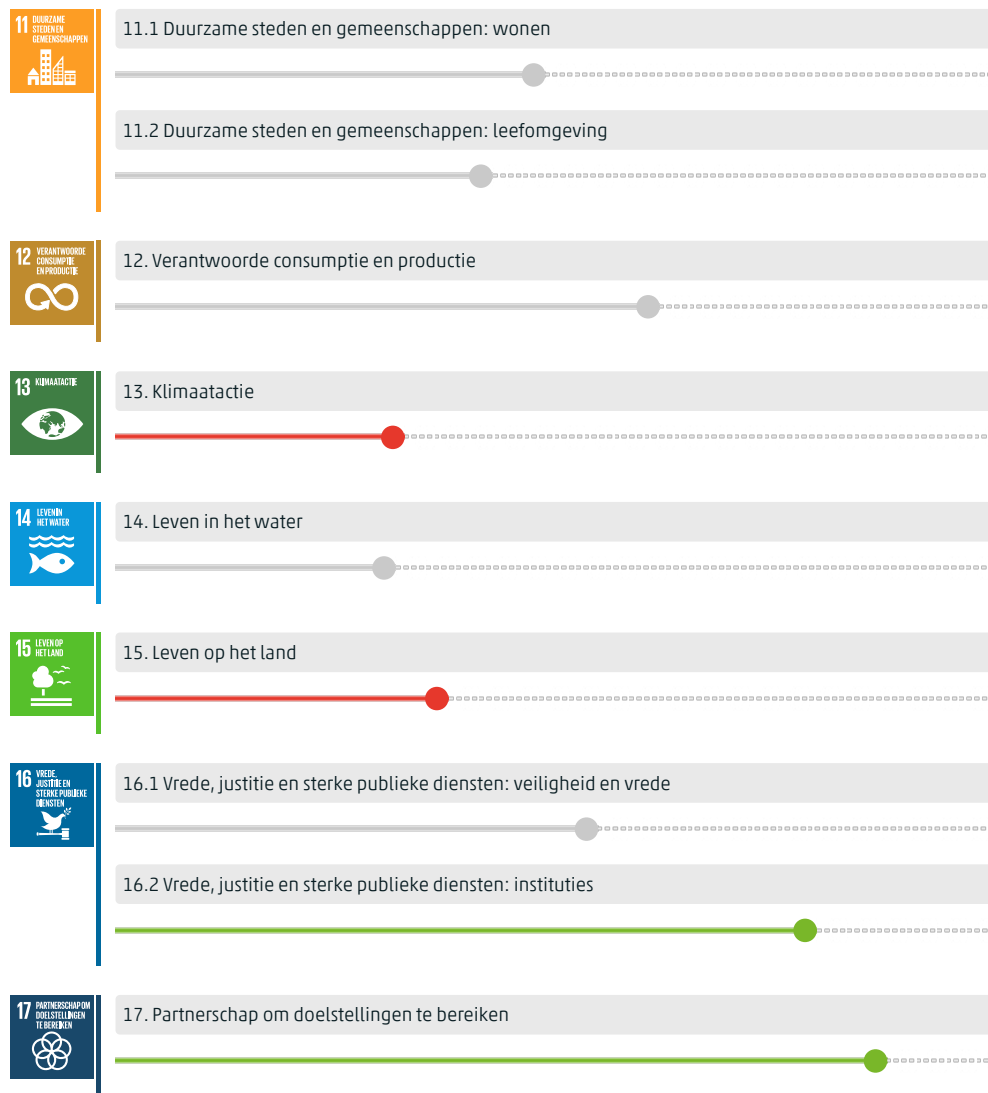 11 DUURZAME
STEDEN EN
GEMEENSCHAPPEN
11.1 Duurzame steden en gemeenschappen: wonen
11.2 Duurzame steden en gemeenschappen: leefomgeving
12 VERANTWOORDE
CONSUMPTIE
EN PRODUCTIE
12. Verantwoorde consumptie en productie
13 KLIMAATACTIE
13. Klimaatactie
14 LEVEN IN
HET WATER
14. Leven in het water
15 LEVEN OP
HET LAND
15. Leven op het land
16 VREDE,
JUSTITIE EN
STERKE PUBLIEKE
DIENSTEN
16.1 Vrede, justitie en sterke publieke diensten: veiligheid en vrede
16.2 Vrede, justitie en sterke publieke diensten: instituties
17 PARTNERSCHAP OM
DOELSTELLINGEN
TE BEREIKEN
17. Partnerschap om doelstellingen te bereiken